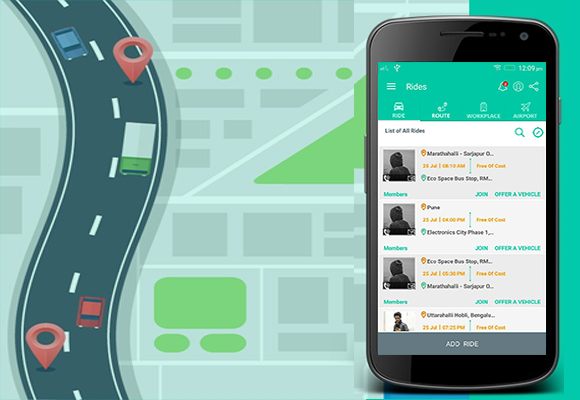 12:09 pm
Rides
RIDE ROUTE WORKPLACE AIRPORT
List of All Rides
Marathahalli - Sarjapur O...
26 Jul | 08:10 AM Free Of Cost
Eco Space Bus Stop, RM...
Members JOIN OFFER A VEHICLE
Pune
25 Jul | 04:00 PM Free Of Cost
Electronics City Phase 1,...
Members JOIN OFFER A VEHICLE
Eco Space Bus Stop, RM...
25 Jul | 05:30 PM Free Of Cost
Marathahalli - Sarjapur O...
Members JOIN OFFER A VEHICLE
Uttarahalli Hobli, Bengalu...
25 Jul | 07:25 PM Free Of Cost
ADD RIDE